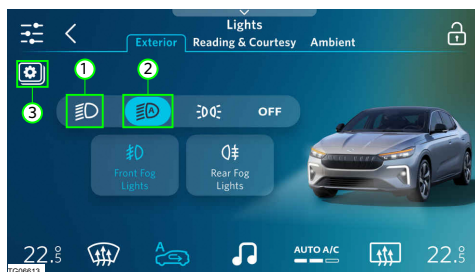 Lights
Exterior Reading & Courtesy Ambient
1 2
3
A
OFF
Front Fog
Lights
Rear Fog
Lights
22.5
A
AUTO A/C
22.5
TG06613